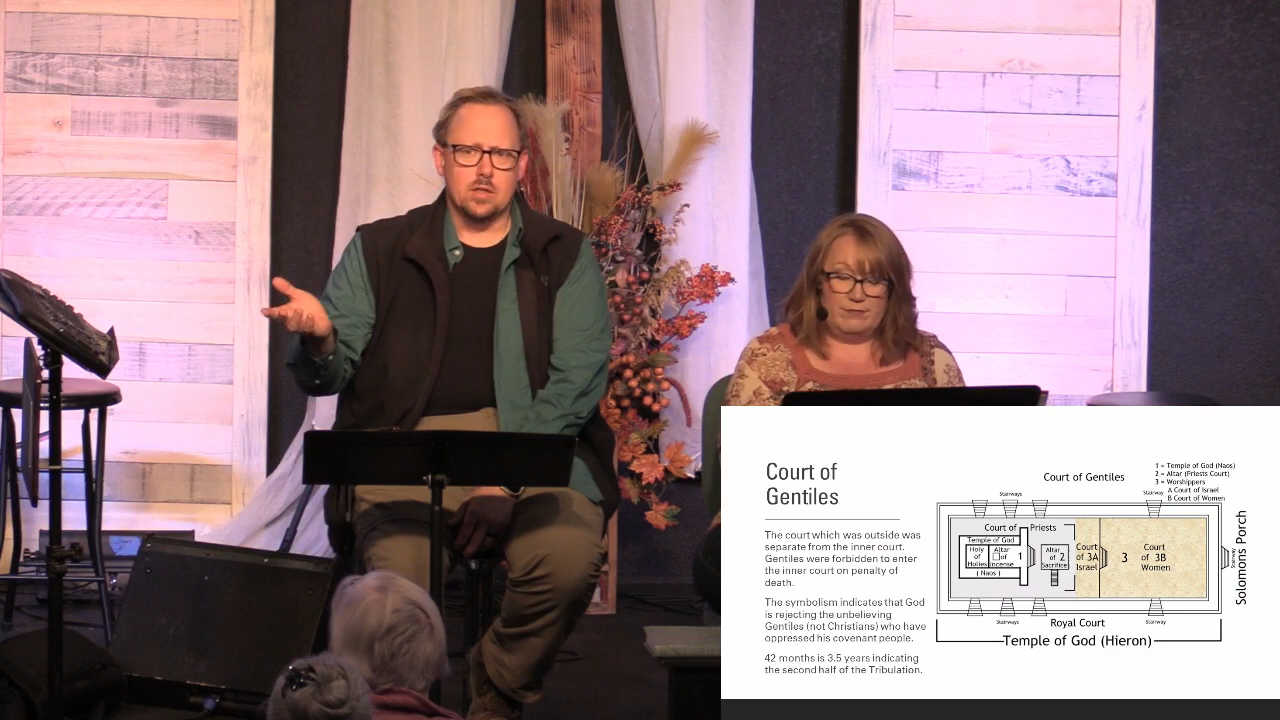 Court of
Gentiles
The court which was outside was
separate from the inner court.
Gentiles were forbidden to enter
the inner court on penalty of
death.
The symbolism indicates that God
is rejecting the unbelieving
Gentiles (not Christians) who have
oppressed his covenant people.
42 months is 3.5 years indicating
the second half of the Tribulation.
Court of Gentiles
1 = Temple of God (Naos)
2 = Altar (Priests Court)
3 = Worshippers
A Court of Israel
B Court of Women
Stairways
Stairway
Court of Priests
Temple of God
Holy
of
Holies
Altar
of
Incense
1
( Naos )
Altar
of 2
Sacrifice
Court
of 3A
Israel
3
Court
of 3B
Women
Solomons Porch
Stairways
Royal Court
Stairway
Temple of God (Hieron)